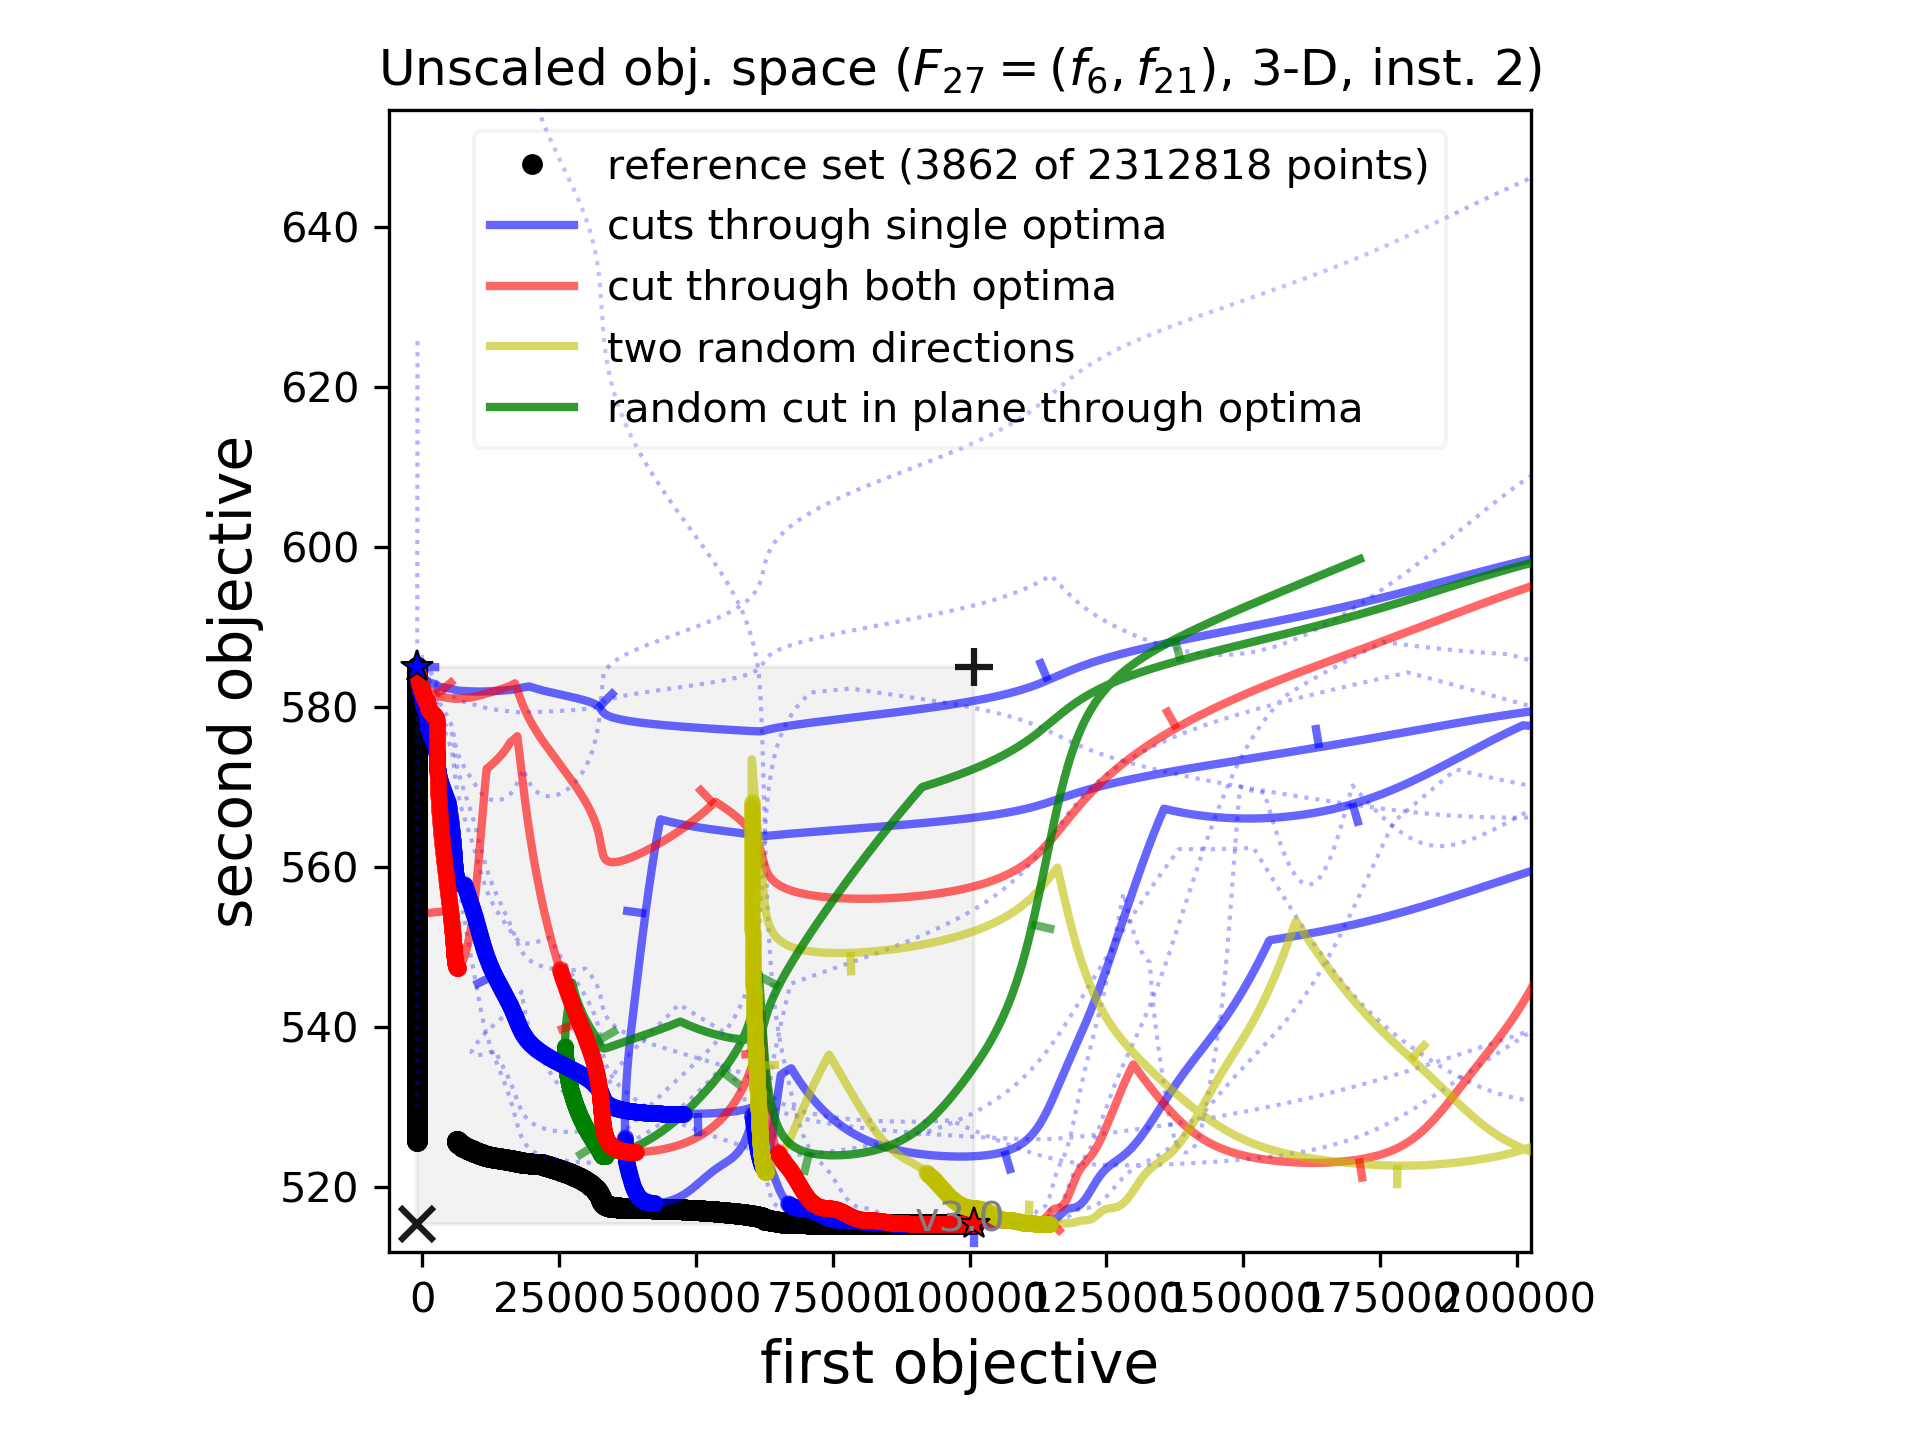 Unscaled obj. space (F27 = (f6, f21), 3-D, inst. 2)
reference set (3862 of 2312818 points)
cuts through single optima
cut through both optima
two random directions
random cut in plane through optima
second objective
640
620
600
580
560
540
520
v3.0
0 25000 50000 75000 100000 125000 150000 175000 200000
first objective